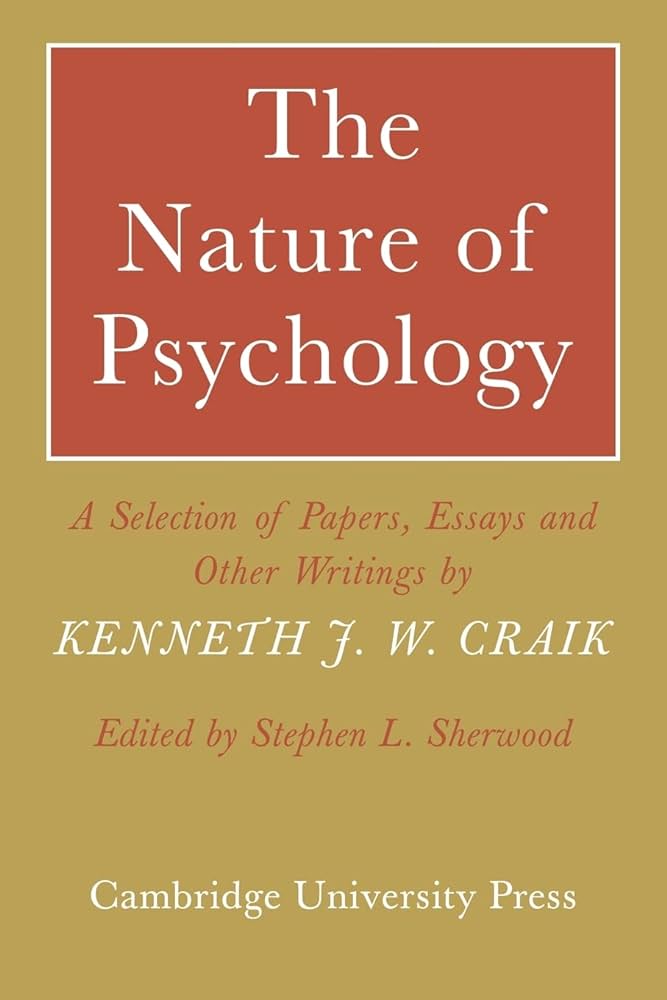 The
Nature of
Psychology
A Selection of Papers, Essays and
Other Writings by
KENNETH J. W. CRAIK
Edited by Stephen L. Sherwood
Cambridge University Press